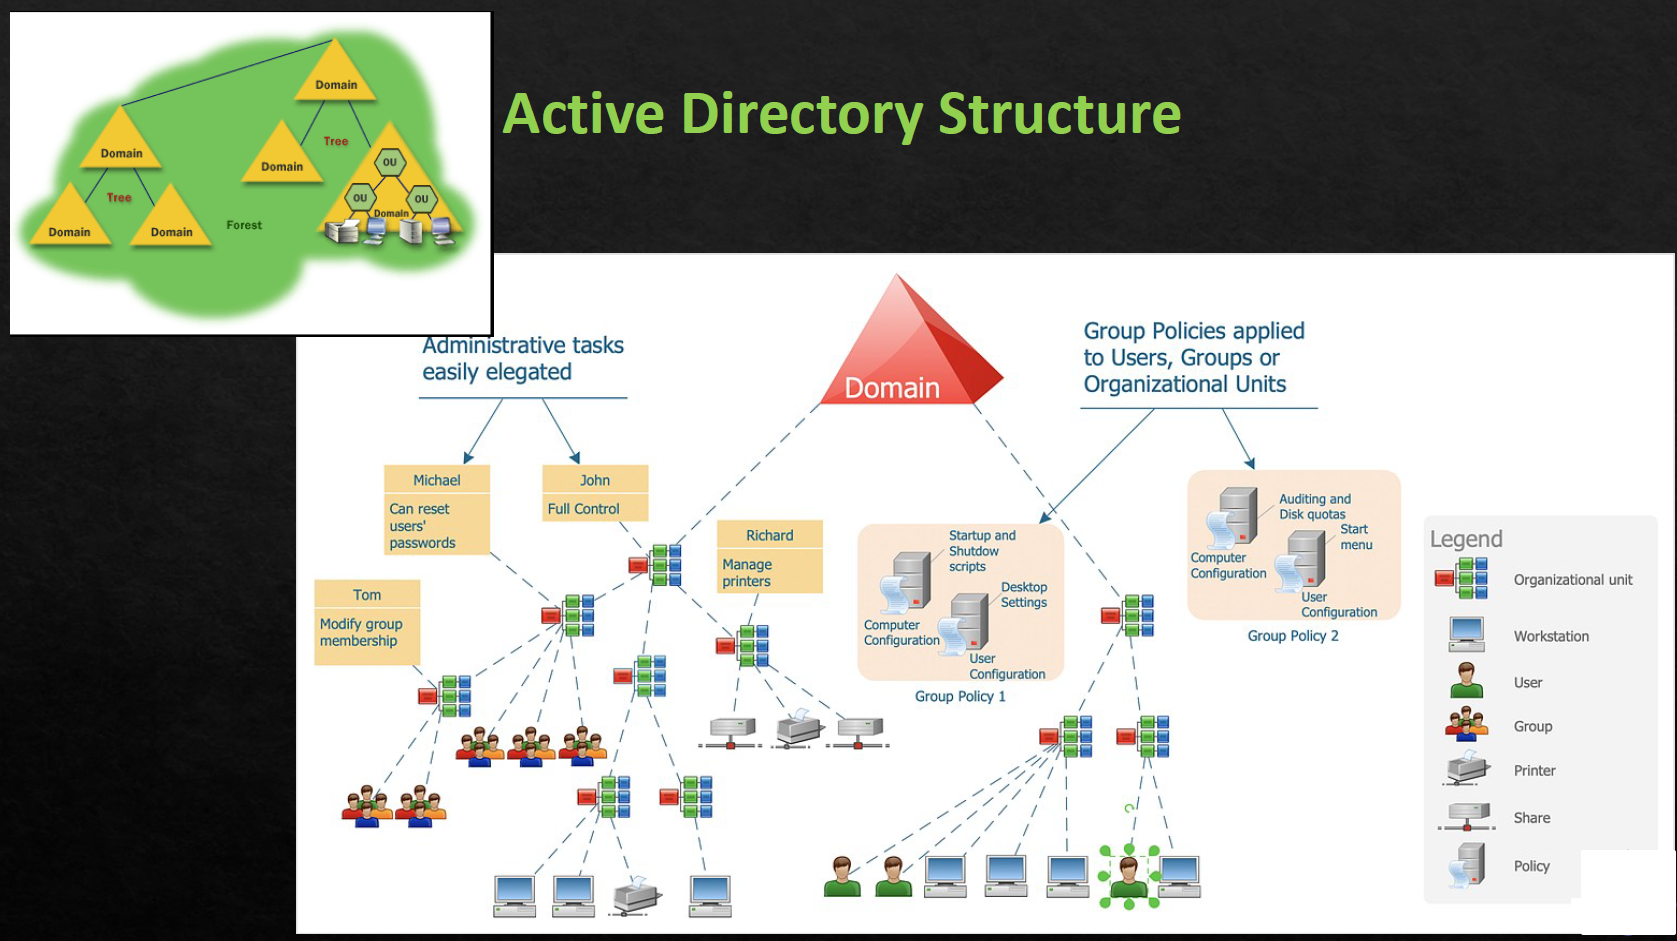 Active Directory Structure
Domain
Domain
Tree
Domain
Domain
Forest
Domain
Tree
Domain
OU
OU
OU
Domain
Administrative tasks
easily elegated
Michael
Can reset
users'
passwords
John
Full Control
Tom
Modify group
membership
Richard
Manage
printers
Domain
Group Policies applied
to Users, Groups or
Organizational Units
Startup and
Shutdow
scripts
Desktop
Settings
Computer
Configuration
User
Configuration
Group Policy 1
Auditing and
Disk quotas
Start
menu
Computer
Configuration
User
Configuration
Group Policy 2
Legend
Organizational unit
Workstation
User
Group
Printer
Share
Policy